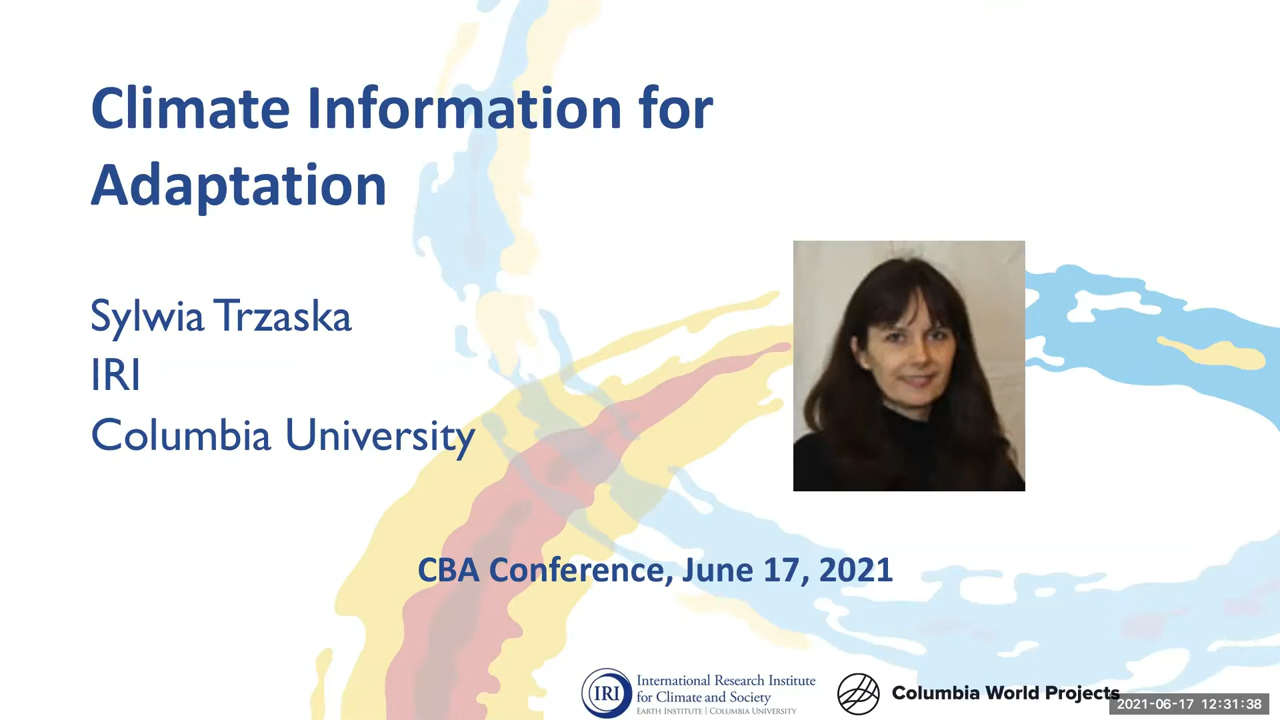 Climate Information for
Adaptation
Sylwia Trzaska
IRI
Columbia University
CBA Conference, June 17, 2021
IRI
International Research Institute
for Climate and Society
EARTH INSTITUTE | COLUMBIA UNIVERSITY
Columbia World Projects
2021-06-17 12:31:38